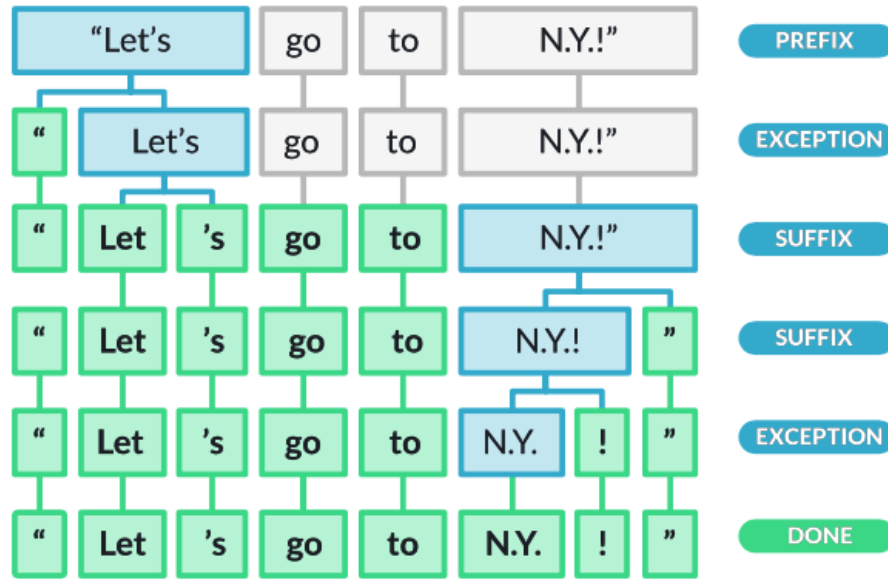 “Let’s go to N.Y.!” PREFIX
“ Let’s go to N.Y.!” EXCEPTION
“ Let ’s go to N.Y.!” SUFFIX
“ Let ’s go to N.Y.! ” SUFFIX
“ Let ’s go to N.Y. ! ” EXCEPTION
“ Let ’s go to N.Y. ! ” DONE